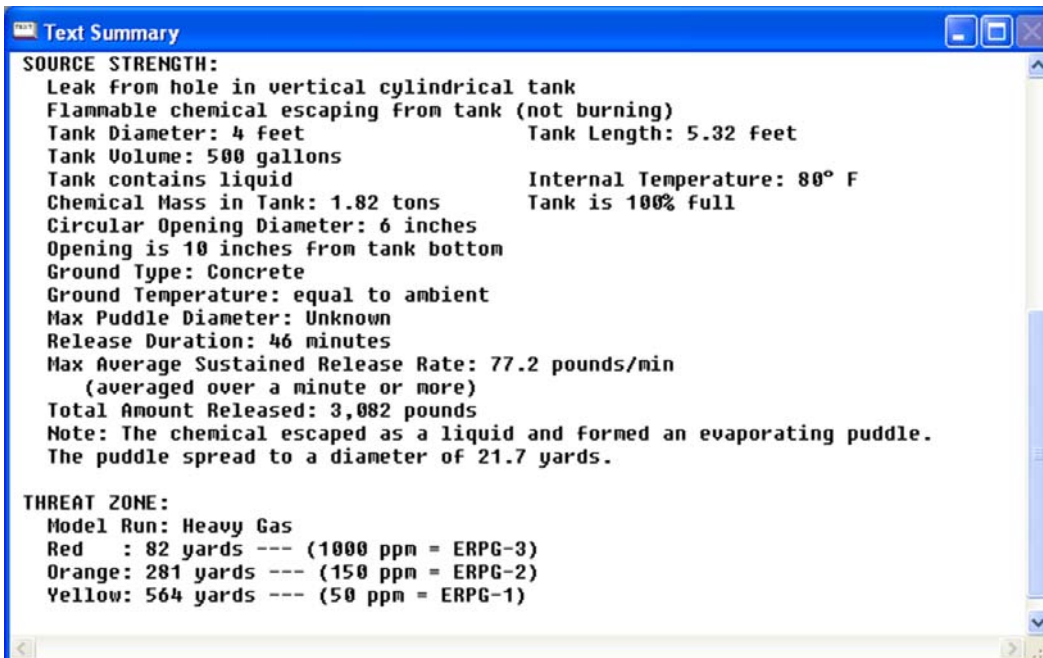 Text Summary
SOURCE STRENGTH:
Leak from hole in vertical cylindrical tank
Flammable chemical escaping from tank (not burning)
Tank Diameter: 4 feet Tank Length: 5.32 feet
Tank Volume: 500 gallons
Tank contains liquid Internal Temperature: 80° F
Chemical Mass in Tank: 1.82 tons Tank is 100% full
Circular Opening Diameter: 6 inches
Opening is 10 inches from tank bottom
Ground Type: Concrete
Ground Temperature: equal to ambient
Max Puddle Diameter: Unknown
Release Duration: 46 minutes
Max Average Sustained Release Rate: 77.2 pounds/min
(averaged over a minute or more)
Total Amount Released: 3,082 pounds
Note: The chemical escaped as a liquid and formed an evaporating puddle.
The puddle spread to a diameter of 21.7 yards.
THREAT ZONE:
Model Run: Heavy Gas
Red : 82 yards --- (1000 ppm = ERPG-3)
Orange: 281 yards --- (150 ppm = ERPG-2)
Yellow: 564 yards --- (50 ppm = ERPG-1)